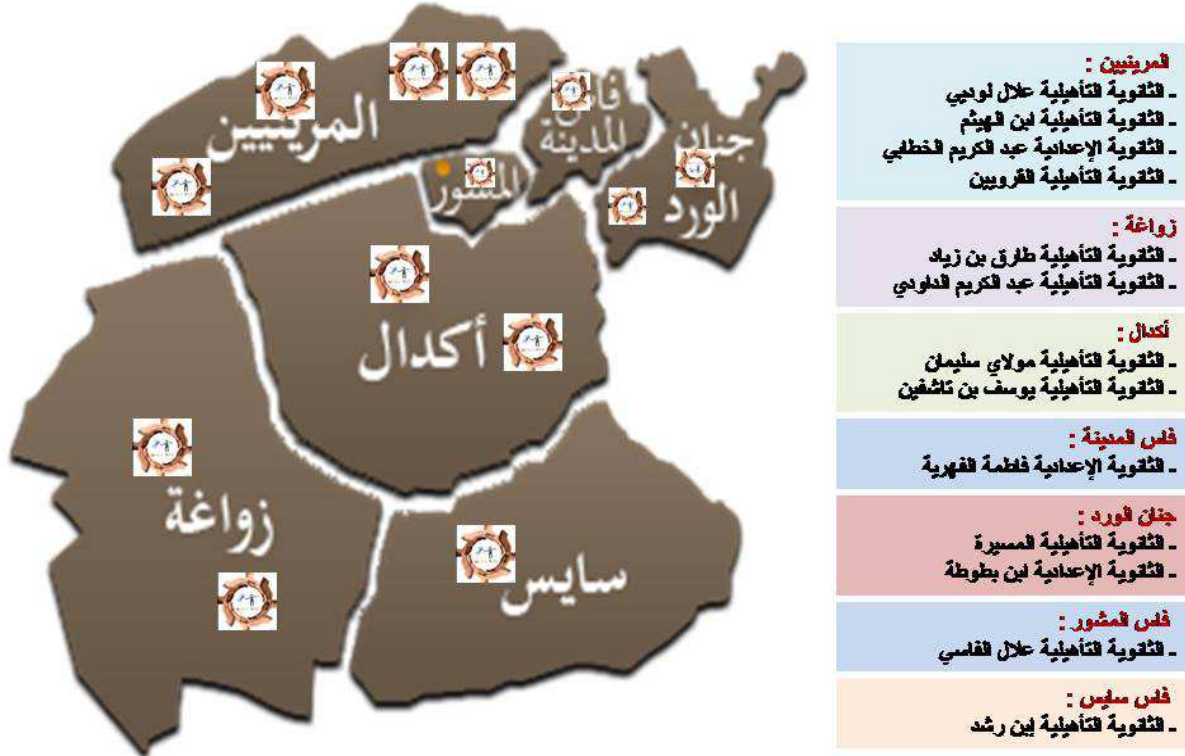 المرينيين
فاس
المدينة
جنان
الورد
المشور
أكدال
زواغة
سايس
المرينيين :
ـ الثانوية التأهيلية علال لوديي
ـ الثانوية التأهيلية ابن الهيثم
ـ الثانوية الإعدادية عبد الكريم الخطابي
ـ الثانوية التأهيلية القرويين
زواغة :
ـ الثانوية التأهيلية طارق بن زياد
ـ الثانوية التأهيلية عبد الكريم الداودي
أكدال :
ـ الثانوية التأهيلية مولاي سليمان
ـ الثانوية التأهيلية يوسف بن تاشفين
فاس المدينة :
ـ الثانوية الإعدادية فاطمة الفهرية
جنان الورد :
ـ الثانوية التأهيلية المسيرة
ـ الثانوية الإعدادية ابن بطوطة
فاس المشور :
ـ الثانوية التأهيلية علال الفاسي
فاس سايس :
ـ الثانوية التأهيلية إبن رشد